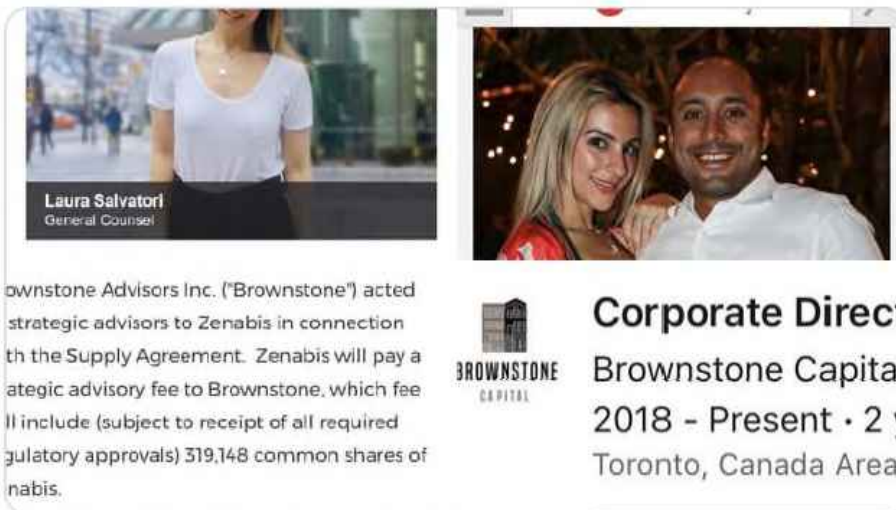 Laura Salvatori
General Counsel
ownstone Advisors Inc. ("Brownstone") acted
strategic advisors to Zenabis in connection
th the Supply Agreement. Zenabis will pay a
ategic advisory fee to Brownstone, which fee
ll include (subject to receipt of all required
gulatory approvals) 319,148 common shares of
nabis.
BROWNSTONE
CAPITAL
Corporate Direc
Brownstone Capita
2018 - Present · 2 y
Toronto, Canada Area